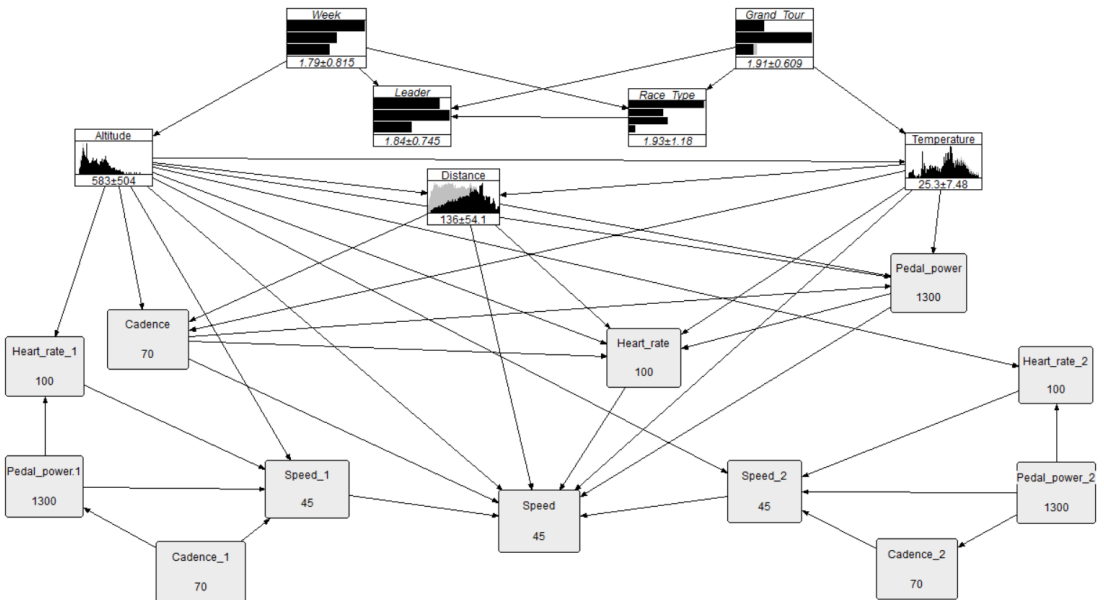 Week
1.79±0.815
Grand_Tour
1.91±0.609
Leader
1.84±0.745
Race_Type
1.93±1.18
Altitude
583±504
Temperature
25.3±7.48
Distance
136±54.1
Pedal_power
1300
Cadence
70
Heart_rate
100
Heart_rate_1
100
Heart_rate_2
100
Pedal_power.1
1300
Speed_1
45
Speed
45
Speed_2
45
Pedal_power_2
1300
Cadence_1
70
Cadence_2
70